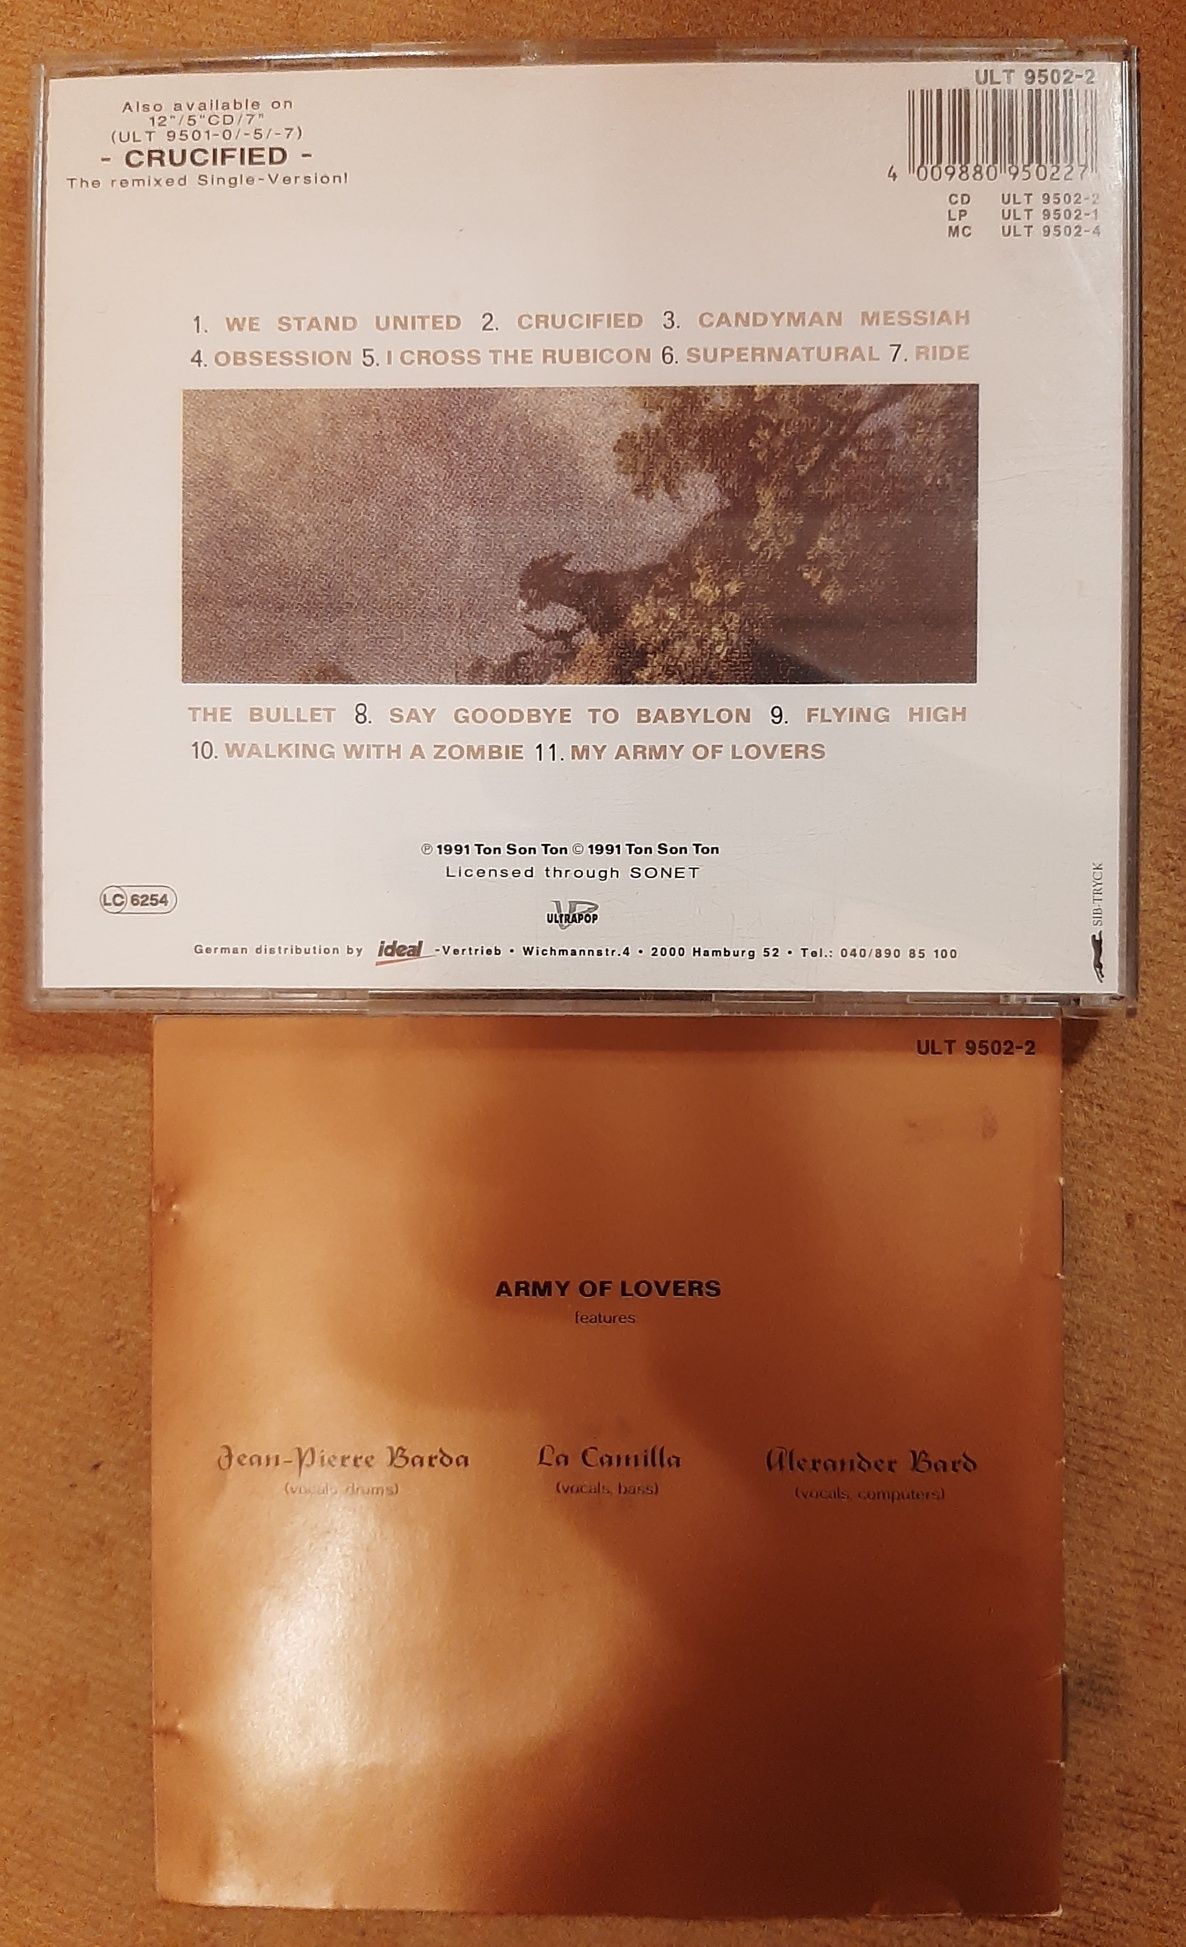 Also available on
12"/5"CD/7"
(ULT 9501-0/-5/-7)
- CRUCIFIED -
The remixed Single-Version!
ULT 9502-2
4 009880 950227
CD ULT 9502-2
LP ULT 9502-1
MC ULT 9502-4
1. WE STAND UNITED 2. CRUCIFIED 3. CANDYMAN MESSIAH
4. OBSESSION 5. I CROSS THE RUBICON 6. SUPERNATURAL 7. RIDE
THE BULLET 8. SAY GOODBYE TO BABYLON 9. FLYING HIGH
10. WALKING WITH A ZOMBIE 11. MY ARMY OF LOVERS
℗ 1991 Ton Son Ton © 1991 Ton Son Ton
Licensed through SONET
LC 6254
UP
ULTRAPOP
SIB-TRYCK
German distribution by ideal -Vertrieb • Wichmannstr.4 • 2000 Hamburg 52 • Tel.: 040/890 85 100
ULT 9502-2
ARMY OF LOVERS
features
Jean-Pierre Barda La Camilla Alexander Bard
(vocals, drums) (vocals, bass) (vocals, computers)